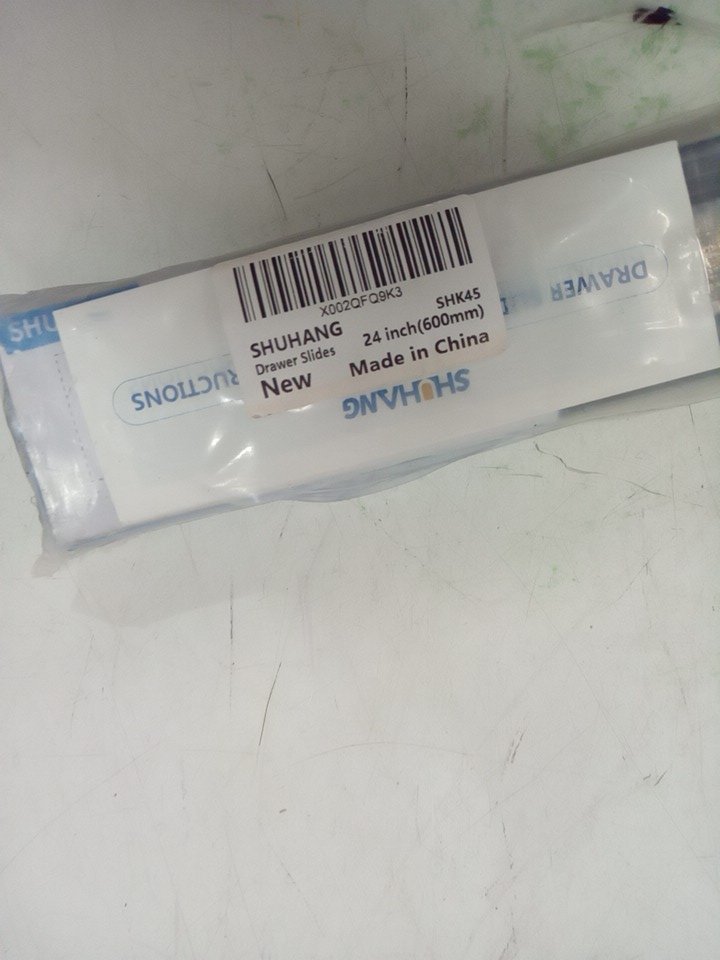 X002QFQ9K3
SHUHANG SHK45
Drawer Slides 24 inch(600mm)
New Made in China
DRAWER
RUCTIONS
SHUHANG
SHU